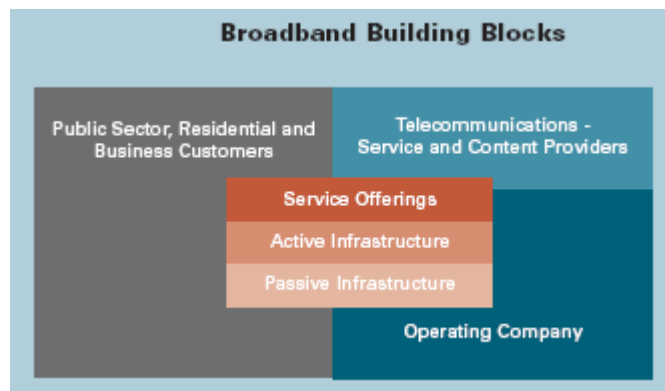 Broadband Building Blocks
Public Sector, Residential and
Business Customers
Telecommunications -
Service and Content Providers
Service Offerings
Active Infrastructure
Passive Infrastructure
Operating Company